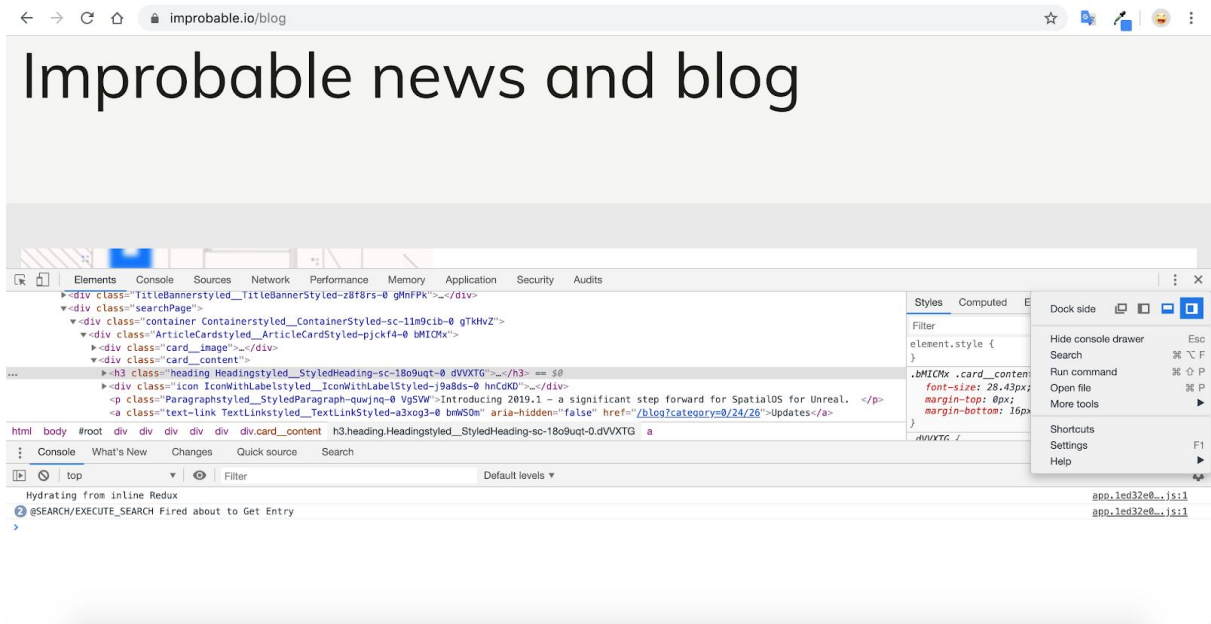 improbable.io/blog
Improbable news and blog
Elements Console Sources Network Performance Memory Application Security Audits
▶<div class="TitleBannerstyled__TitleBannerStyled-z8f8rs-0 gMnFPk">…</div>
▼<div class="searchPage">
▼<div class="container Containerstyled__ContainerStyled-sc-11m9cib-0 gTkHvZ">
▼<div class="ArticleCardstyled__ArticleCardStyled-pjckf4-0 bMICMx">
▶<div class="card__image">…</div>
▼<div class="card__content">
… ▶<h3 class="heading Headingstyled__StyledHeading-sc-18o9uqt-0 dVVXTG">…</h3> == $0
▶<div class="icon IconWithLabelstyled__IconWithLabelStyled-j9a8ds-0 hnCdKD">…</div>
<p class="Paragraphstyled__StyledParagraph-quwjnq-0 VgSVW">Introducing 2019.1 – a significant step forward for SpatialOS for Unreal. </p>
<a class="text-link TextLinkstyled__TextLinkStyled-a3xog3-0 bnWSOm" aria-hidden="false" href="/blog?category=0/24/26">Updates</a>
html body #root div div div div div div.card__content h3.heading.Headingstyled__StyledHeading-sc-18o9uqt-0.dVVXTG a
Styles Computed E
Filter
element.style {
}
.bMICMx .card__content
font-size: 28.43px;
margin-top: 0px;
margin-bottom: 16px
}
.dVVXTG {
Dock side
Hide console drawer Esc
Search ⌘ ⌥ F
Run command ⌘ ⇧ P
Open file ⌘ P
More tools ▶
Shortcuts
Settings F1
Help ▶
Console What's New Changes Quick source Search
top ▼ Filter Default levels ▼
Hydrating from inline Redux app.1ed32e0….js:1
2 @SEARCH/EXECUTE_SEARCH Fired about to Get Entry app.1ed32e0….js:1
>